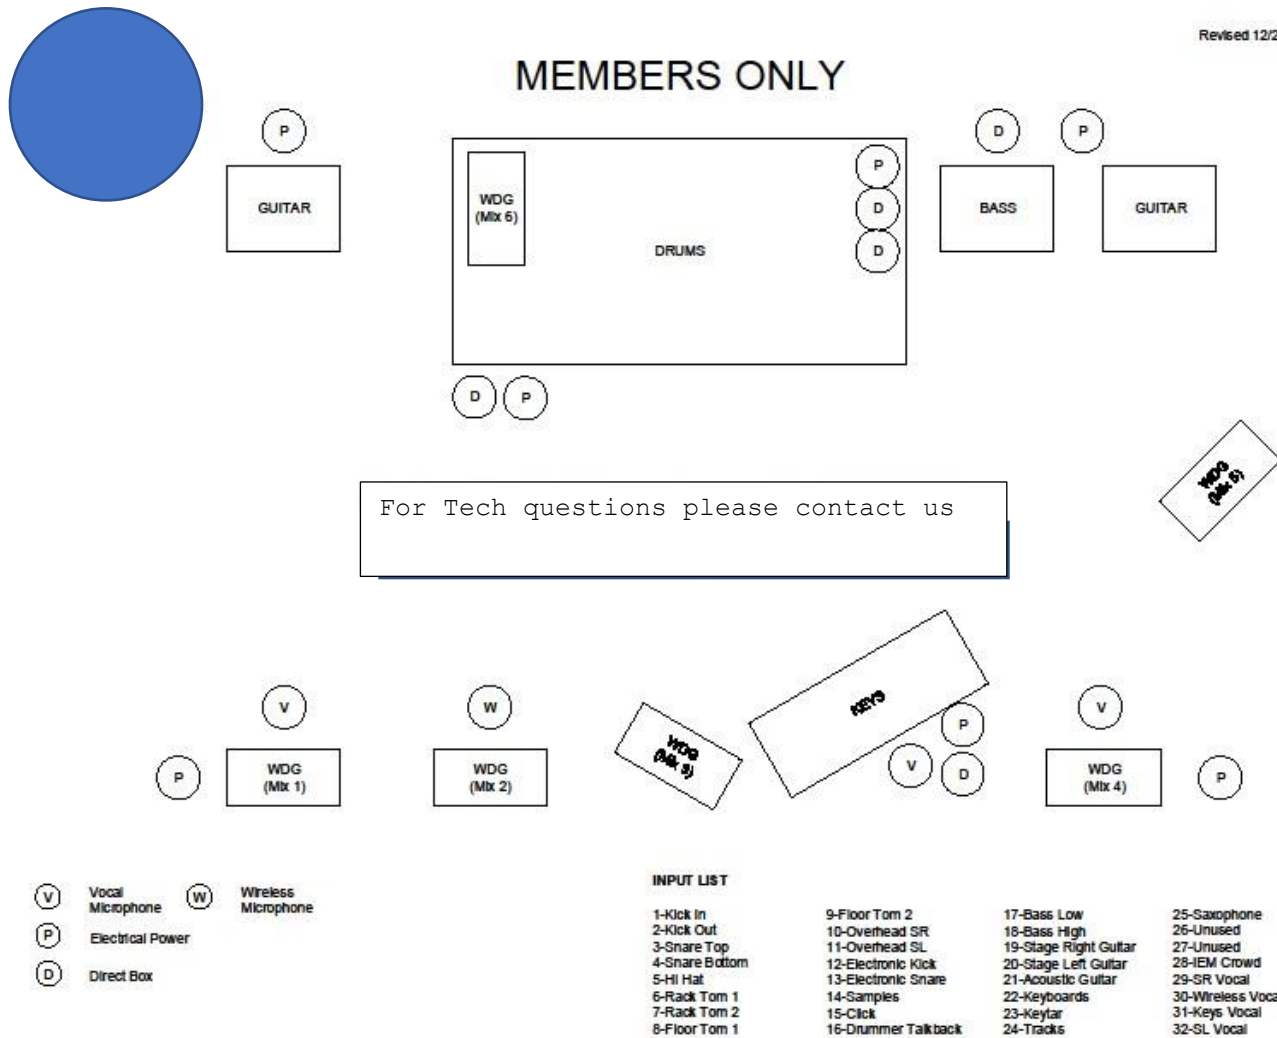 Revised 12/2
MEMBERS ONLY
P
D
P
GUITAR
WDG
(Mix 6)
DRUMS
P
D
D
BASS
GUITAR
D
P
WDG
(Mix 5)
For Tech questions please contact us
KEYS
V
W
P
V
P
WDG
(Mix 1)
WDG
(Mix 2)
WDG
(Mix 3)
V
D
WDG
(Mix 4)
P
V Vocal Microphone
W Wireless Microphone
P Electrical Power
D Direct Box
INPUT LIST
1-Kick In
2-Kick Out
3-Snare Top
4-Snare Bottom
5-Hi Hat
6-Rack Tom 1
7-Rack Tom 2
8-Floor Tom 1
9-Floor Tom 2
10-Overhead SR
11-Overhead SL
12-Electronic Kick
13-Electronic Snare
14-Samples
15-Click
16-Drummer Talkback
17-Bass Low
18-Bass High
19-Stage Right Guitar
20-Stage Left Guitar
21-Acoustic Guitar
22-Keyboards
23-Keytar
24-Tracks
25-Saxophone
26-Unused
27-Unused
28-IEM Crowd
29-SR Vocal
30-Wireless Voca
31-Keys Vocal
32-SL Vocal